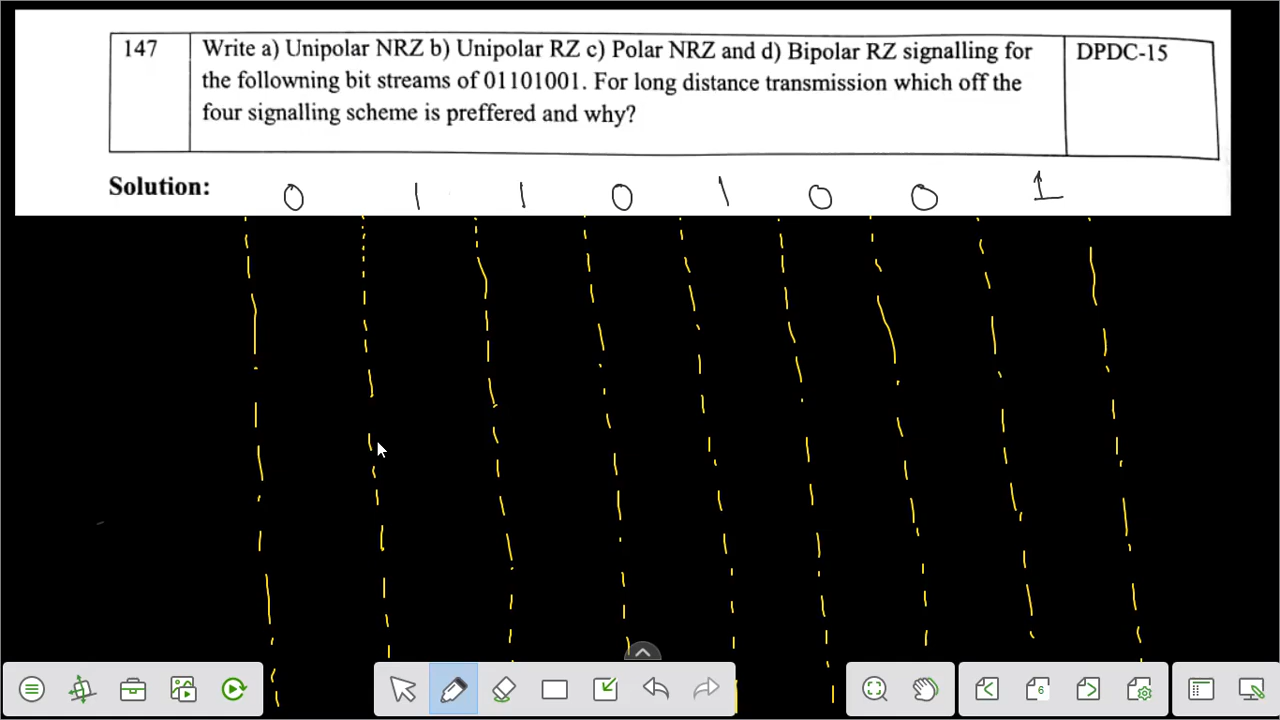 147
Write a) Unipolar NRZ b) Unipolar RZ c) Polar NRZ and d) Bipolar RZ signalling for
the followning bit streams of 01101001. For long distance transmission which off the
four signalling scheme is preffered and why?
DPDC-15
Solution:
0 1 1 0 1 0 0 1
6